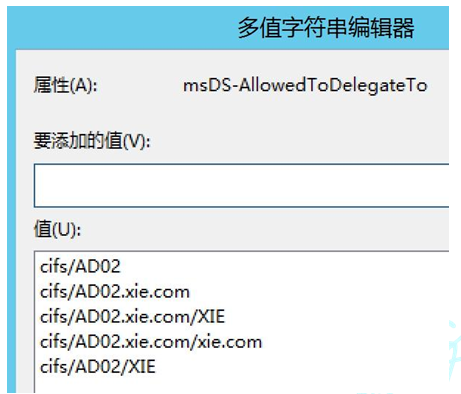 多值字符串编辑器
属性(A): msDS-AllowedToDelegateTo
要添加的值(V):
值(U):
cifs/AD02
cifs/AD02.xie.com
cifs/AD02.xie.com/XIE
cifs/AD02.xie.com/xie.com
cifs/AD02/XIE